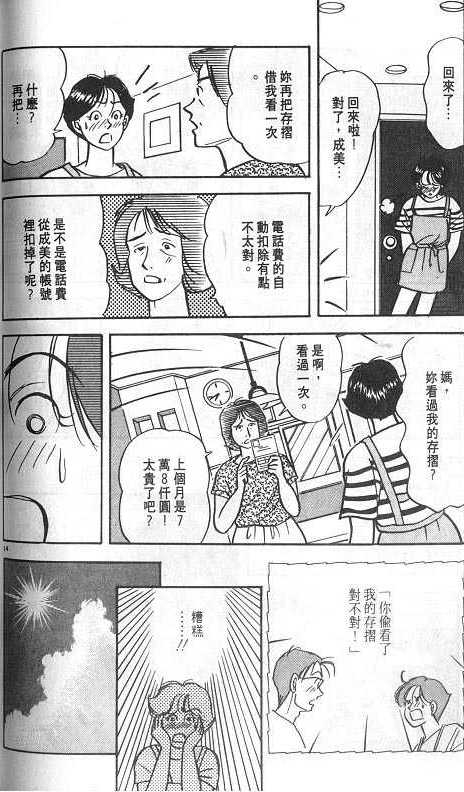 回來了⋯
回來啦！
對了，成美⋯
妳再把存摺
借我看一次
。
什麼？
再把⋯
電話費的自
動扣除有點
不太對。
是不是電話費
從成美的帳號
裡扣掉了呢？
媽，
妳看過我的存摺？
是啊，
看過一次。
上個月是7
萬8仟圓！
太貴了吧？
14
「你偷看了
我的存摺
對不對！」
糟糕
⋯⋯！